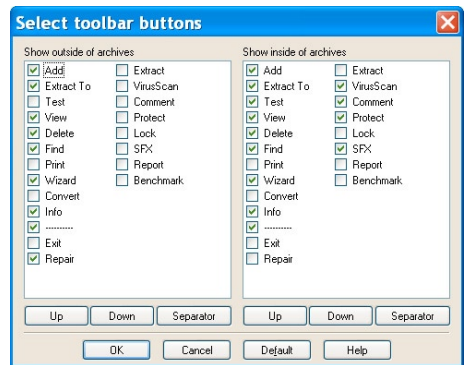 Select toolbar buttons
Show outside of archives
Add
Extract To
Test
View
Delete
Find
Print
Wizard
Convert
Info
----------
Exit
Repair
Extract
VirusScan
Comment
Protect
Lock
SFX
Report
Benchmark
Up Down Separator
Show inside of archives
Add
Extract To
Test
View
Delete
Find
Print
Wizard
Convert
Info
----------
Exit
Repair
Extract
VirusScan
Comment
Protect
Lock
SFX
Report
Benchmark
Up Down Separator
OK Cancel Default Help